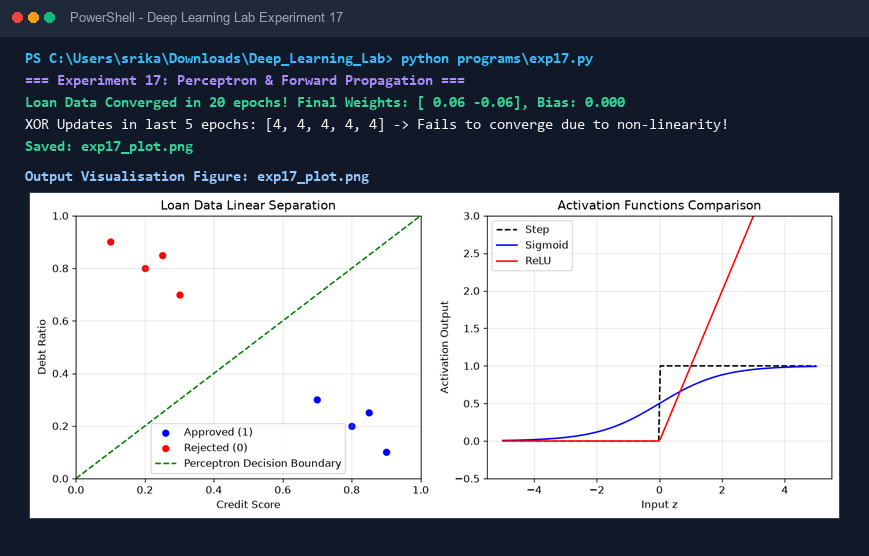 PowerShell - Deep Learning Lab Experiment 17
PS C:\Users\srika\Downloads\Deep_Learning_Lab> python programs\exp17.py
=== Experiment 17: Perceptron & Forward Propagation ===
Loan Data Converged in 20 epochs! Final Weights: [ 0.06 -0.06], Bias: 0.000
XOR Updates in last 5 epochs: [4, 4, 4, 4, 4] -> Fails to converge due to non-linearity!
Saved: exp17_plot.png
Output Visualisation Figure: exp17_plot.png
Loan Data Linear Separation
1.0
0.8
0.6
0.4
0.2
0.0
Debt Ratio
Approved (1)
Rejected (0)
Perceptron Decision Boundary
0.0 0.2 0.4 0.6 0.8 1.0
Credit Score
Activation Functions Comparison
3.0
2.5
2.0
1.5
1.0
0.5
0.0
−0.5
Activation Output
Step
Sigmoid
ReLU
−4 −2 0 2 4
Input z